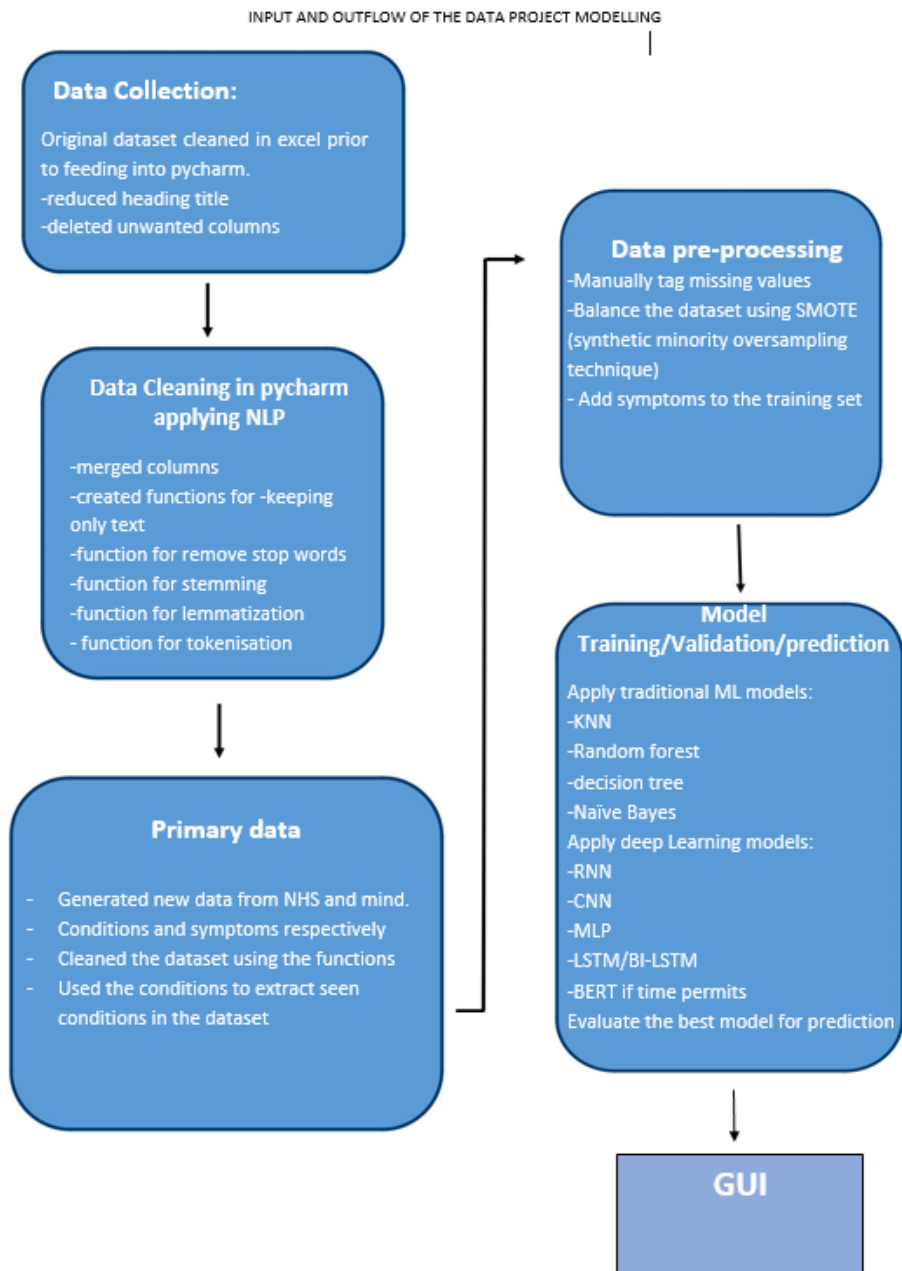 INPUT AND OUTFLOW OF THE DATA PROJECT MODELLING
Data Collection:
Original dataset cleaned in excel prior
to feeding into pycharm.
-reduced heading title
-deleted unwanted columns
Data Cleaning in pycharm
applying NLP
-merged columns
-created functions for -keeping
only text
-function for remove stop words
-function for stemming
-function for lemmatization
- function for tokenisation
Primary data
- Generated new data from NHS and mind.
- Conditions and symptoms respectively
- Cleaned the dataset using the functions
- Used the conditions to extract seen
conditions in the dataset
Data pre-processing
-Manually tag missing values
-Balance the dataset using SMOTE
(synthetic minority oversampling
technique)
- Add symptoms to the training set
Model
Training/Validation/prediction
Apply traditional ML models:
-KNN
-Random forest
-decision tree
-Naïve Bayes
Apply deep Learning models:
-RNN
-CNN
-MLP
-LSTM/BI-LSTM
-BERT if time permits
Evaluate the best model for prediction
GUI